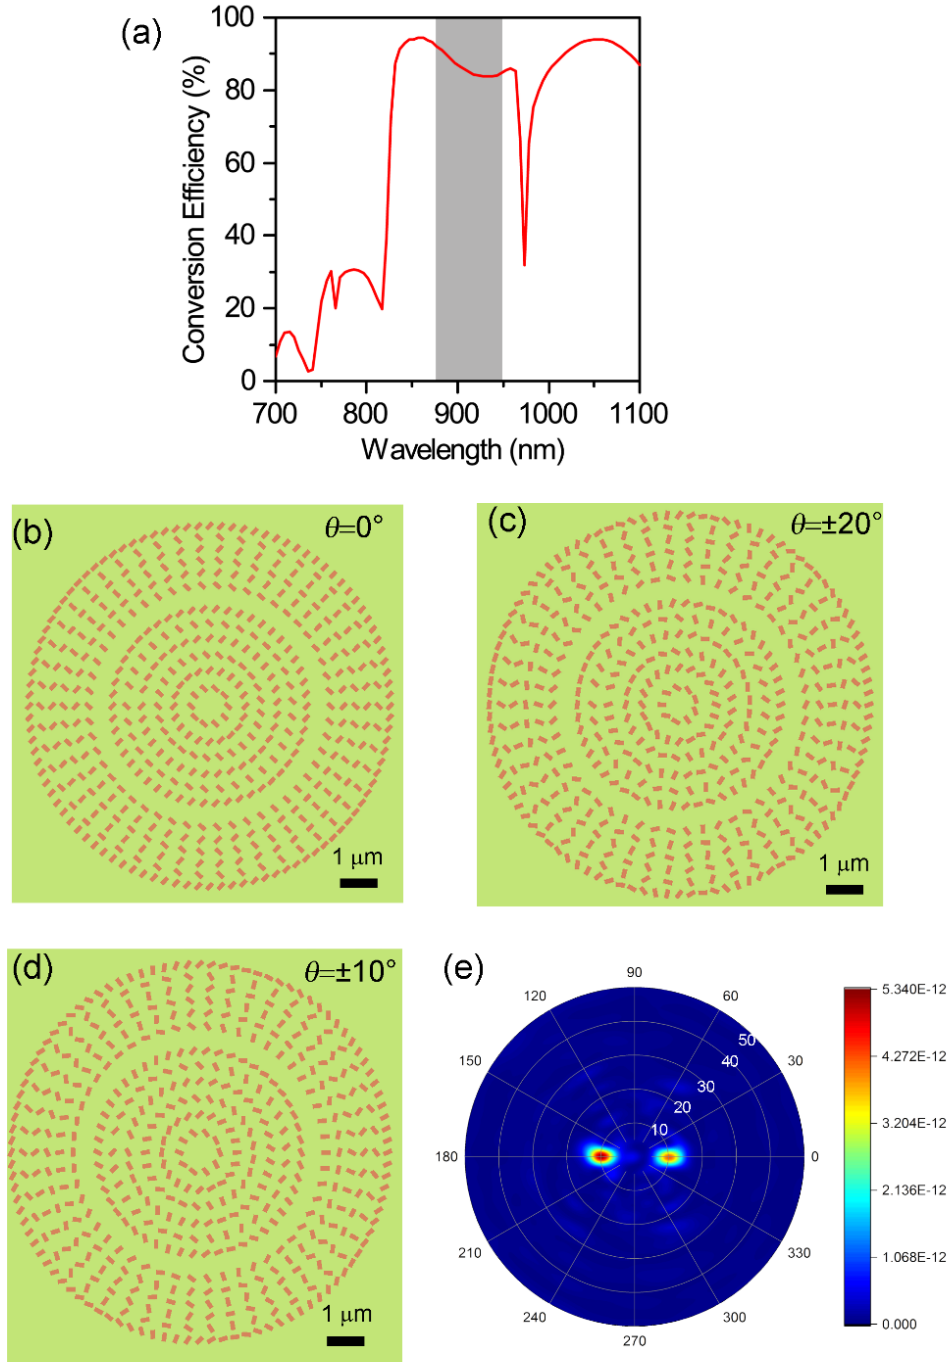 (a)
100
80
60
40
20
0
Conversion Efficiency (%)
700 800 900 1000 1100
Wavelength (nm)
(b)
θ=0°
1 μm
(c)
θ=±20°
1 μm
(d)
θ=±10°
1 μm
(e)
90
120 60
150 30
180 0
210 330
240 300
270
50
40
30
20
10
5.340E-12
4.272E-12
3.204E-12
2.136E-12
1.068E-12
0.000